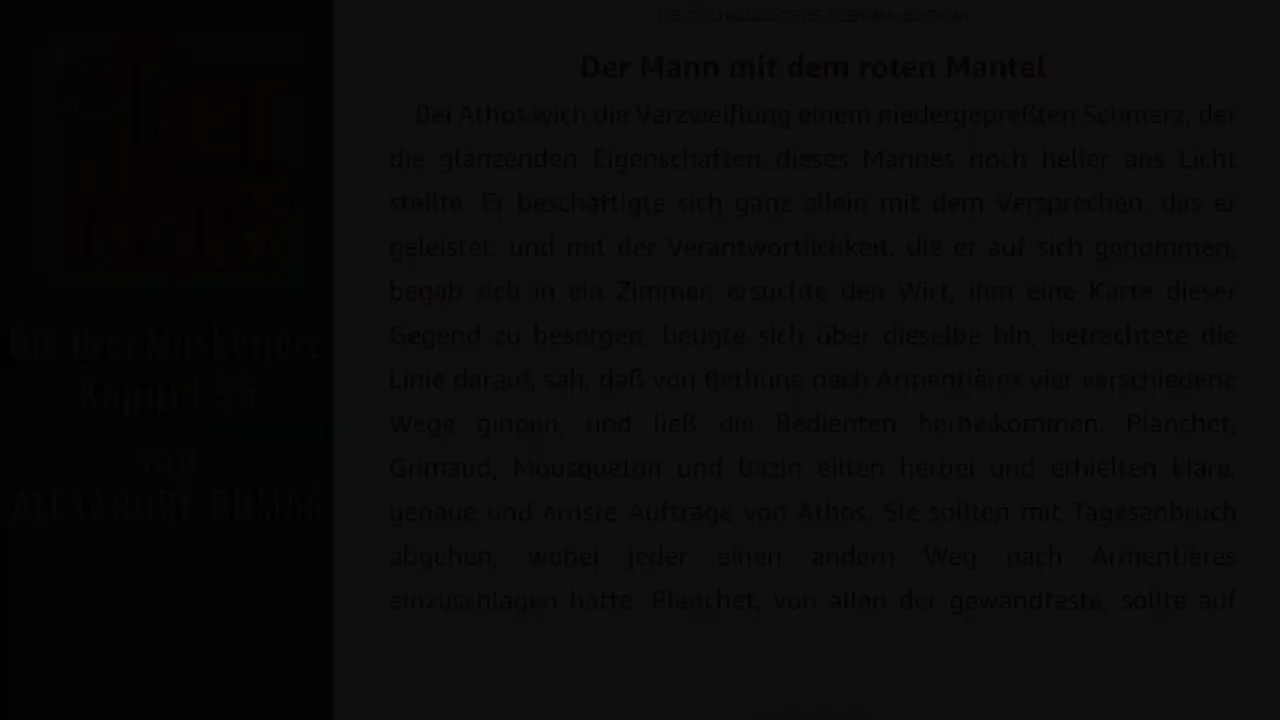 Die drei Musketiere
Kapitel 55
von
ALEXANDRE DUMAS
Der Mann mit dem roten Mantel
Bei Athos wich die Verzweiflung einem niedergepreßten Schmerz, der
die glänzenden Eigenschaften dieses Mannes noch heller ans Licht
stellte. Er beschäftigte sich ganz allein mit dem Versprechen, das er
geleistet, und mit der Verantwortlichkeit, die er auf sich genommen,
begab sich in ein Zimmer, ersuchte den Wirt, ihm eine Karte dieser
Gegend zu besorgen, beugte sich über dieselbe hin, betrachtete die
Linie darauf, sah, daß von Bethune nach Armentières vier verschiedene
Wege gingen, und ließ die Bedienten herbeikommen. Planchet,
Grimaud, Mousqueton und Bazin eilten herbei und erhielten klare,
genaue und ernste Aufträge von Athos. Sie sollten mit Tagesanbruch
abgehen, wobei jeder einen andern Weg nach Armentières
einzuschlagen hatte. Planchet, von allen der gewandteste, sollte auf